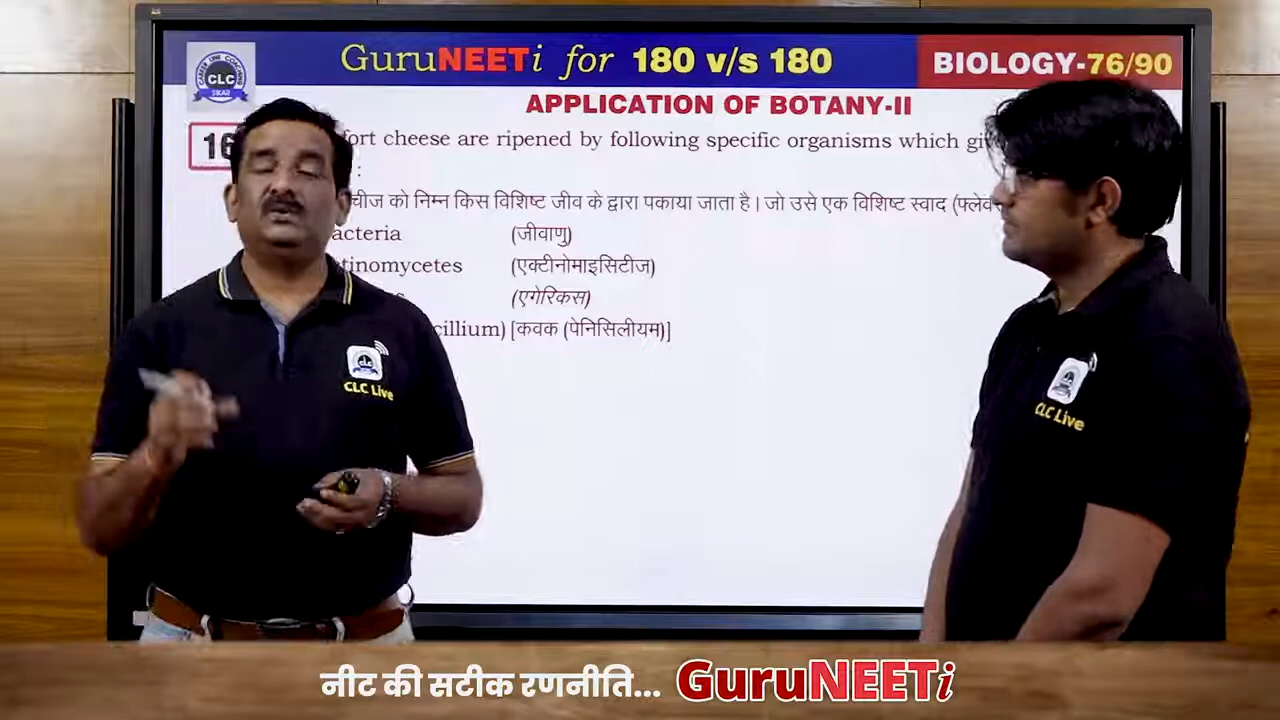 GuruNEETi for 180 v/s 180
BIOLOGY-76/90
CLC
SIKAR
APPLICATION OF BOTANY-II
16
fort cheese are ripened by following specific organisms which
:
चीज को निम्न किस विशिष्ट जीव के द्वारा पकाया जाता है। जो उसे एक विशिष्ट स्वाद
acteria (जीवाणु)
tinomycetes (एक्टीनोमाइसिटीज)
(एगेरिकस)
cillium) [कवक (पेनिसिलीयम)]
CLC Live
CLC Live
नीट की सटीक रणनीति... GuruNEETi